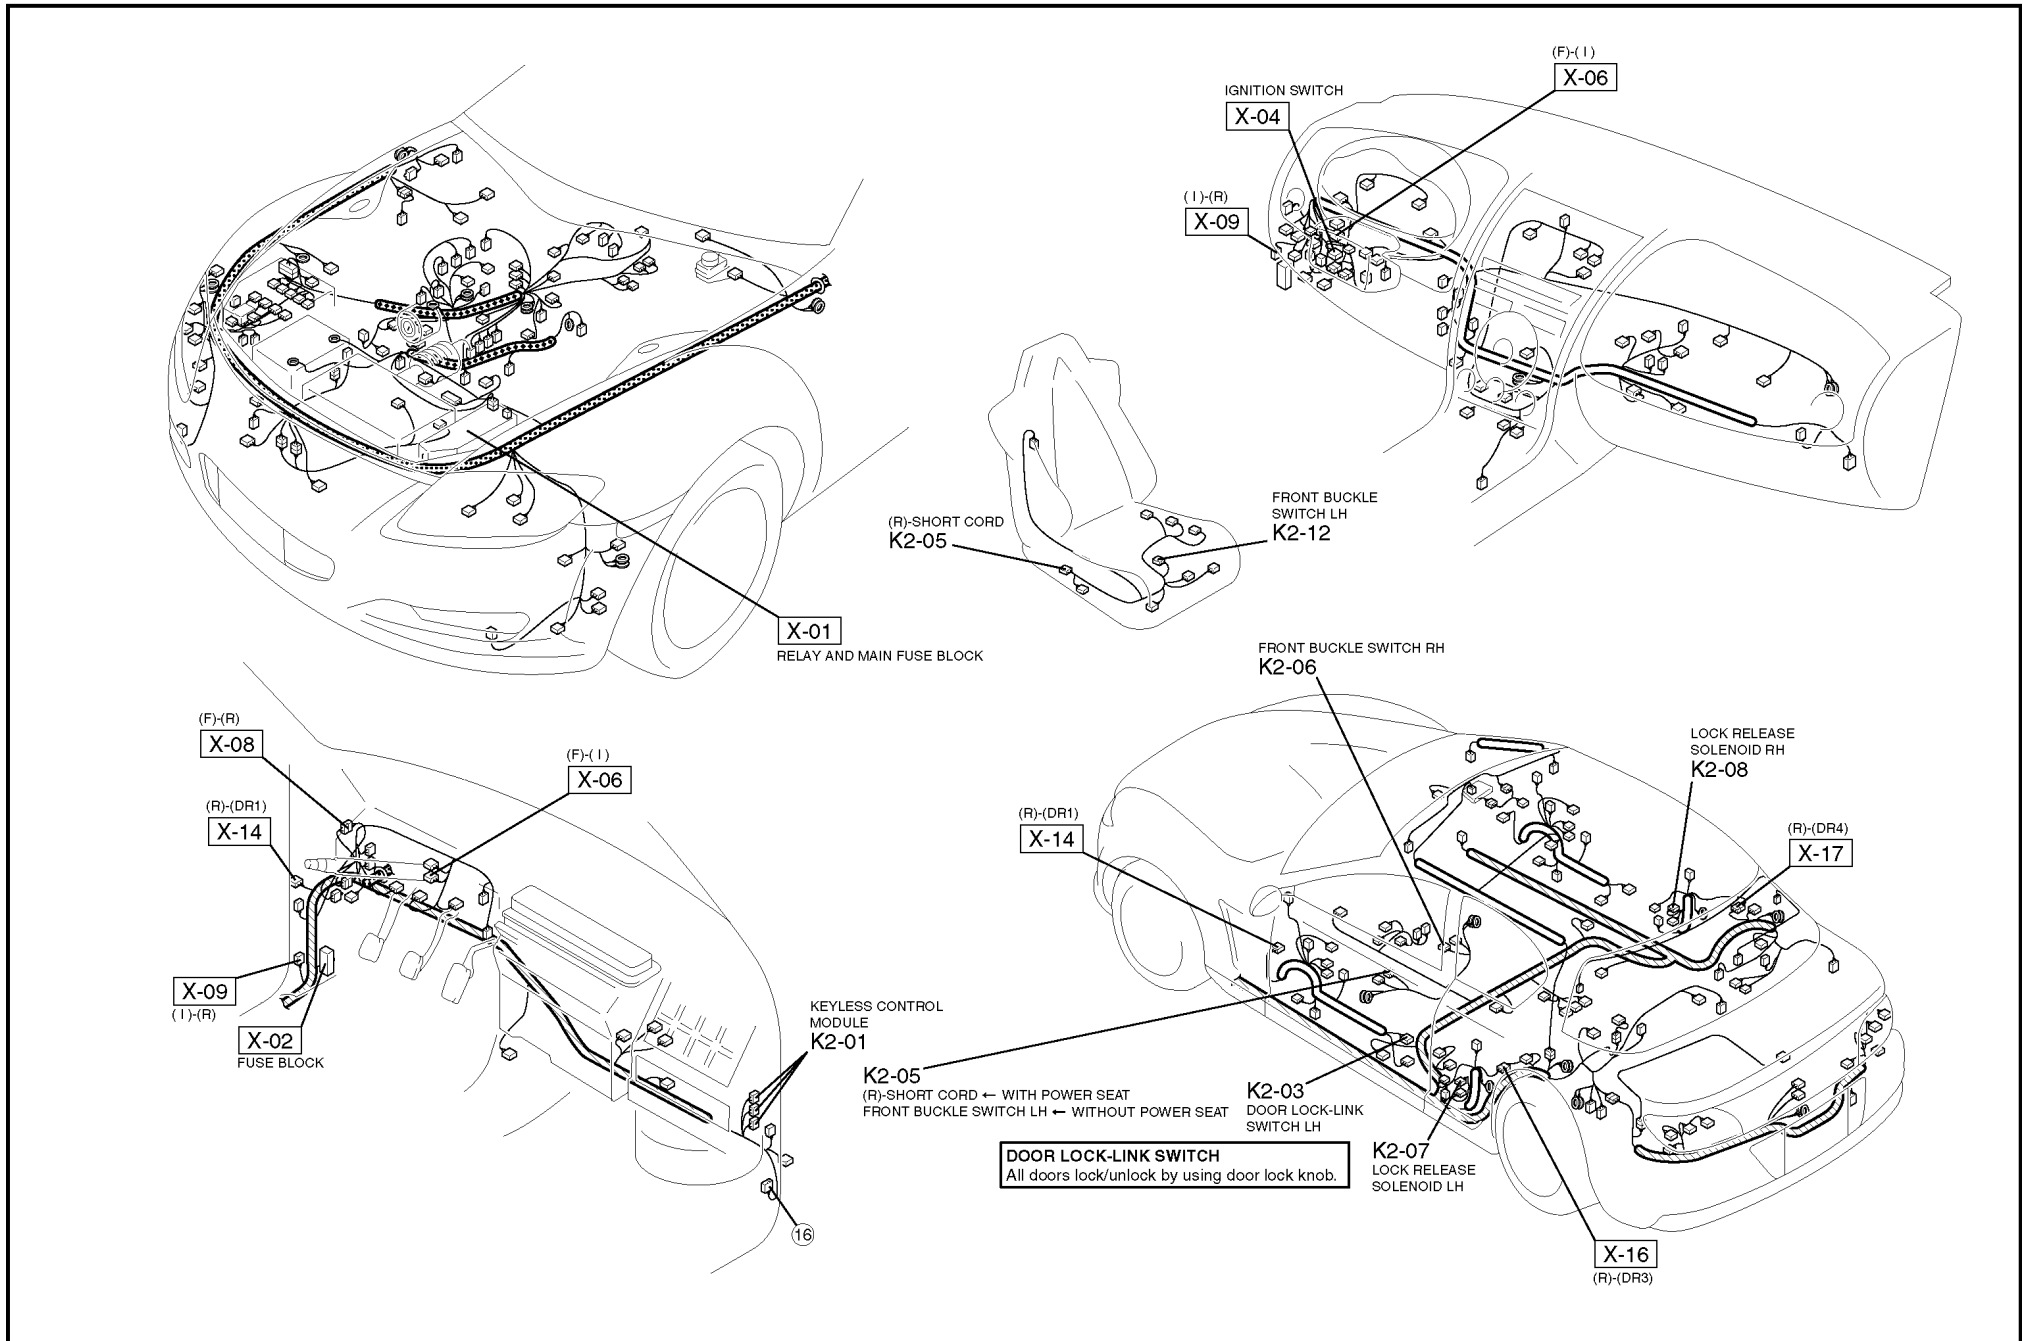 (F)-( I )
X-06
IGNITION SWITCH
X-04
( I )-(R)
X-09
(R)-SHORT CORD
K2-05
FRONT BUCKLE
SWITCH LH
K2-12
X-01
RELAY AND MAIN FUSE BLOCK
(F)-(R)
X-08
(F)-( I )
X-06
(R)-(DR1)
X-14
X-09
( I )-(R)
X-02
FUSE BLOCK
KEYLESS CONTROL
MODULE
K2-01
16
FRONT BUCKLE SWITCH RH
K2-06
LOCK RELEASE
SOLENOID RH
K2-08
(R)-(DR1)
X-14
(R)-(DR4)
X-17
K2-05
(R)-SHORT CORD ← WITH POWER SEAT
FRONT BUCKLE SWITCH LH ← WITHOUT POWER SEAT
K2-03
DOOR LOCK-LINK
SWITCH LH
DOOR LOCK-LINK SWITCH
All doors lock/unlock by using door lock knob.
K2-07
LOCK RELEASE
SOLENOID LH
X-16
(R)-(DR3)